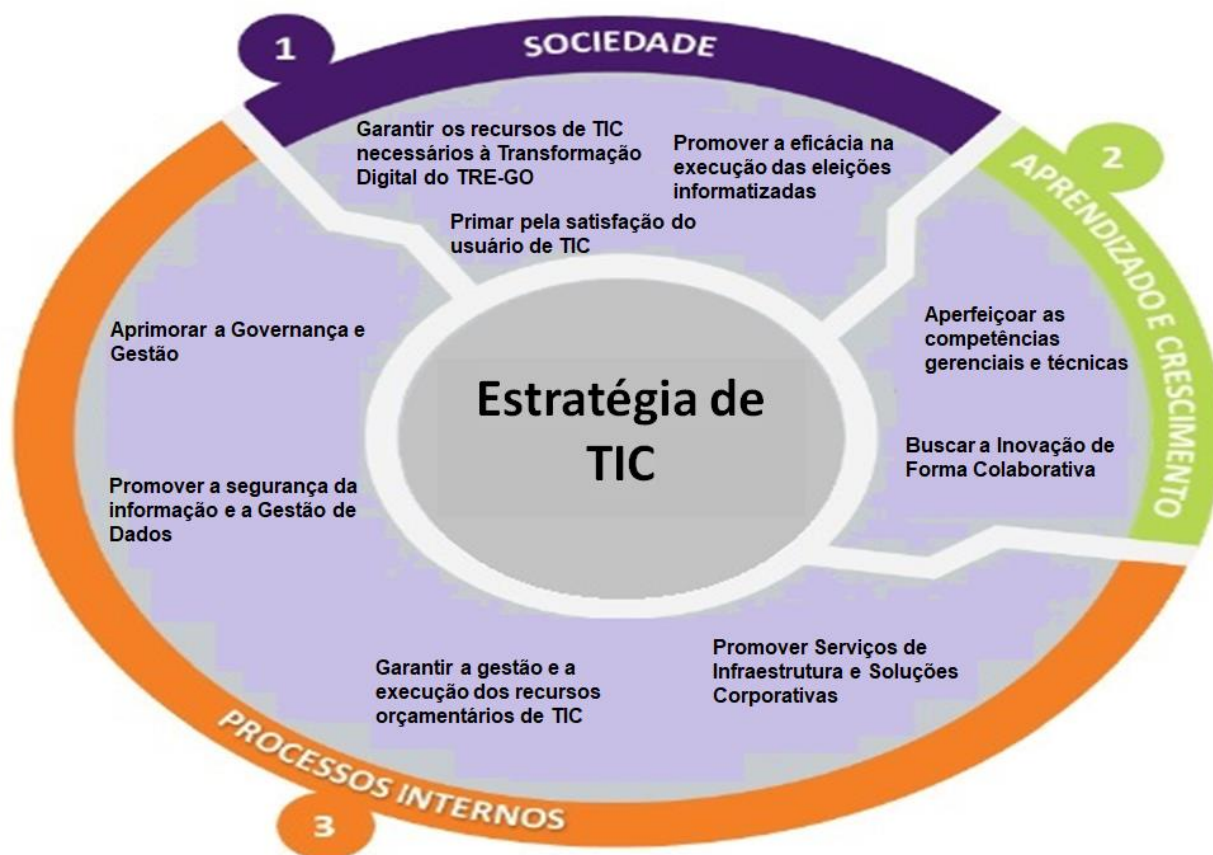 1
SOCIEDADE
Garantir os recursos de TIC
necessários à Transformação
Digital do TRE-GO
Promover a eficácia na
execução das eleições
informatizadas
Primar pela satisfação do
usuário de TIC
2
APRENDIZADO E CRESCIMENTO
Aperfeiçoar as
competências
gerenciais e técnicas
Buscar a Inovação de
Forma Colaborativa
Estratégia de
TIC
Aprimorar a Governança e
Gestão
Promover a segurança da
informação e a Gestão de
Dados
Garantir a gestão e a
execução dos recursos
orçamentários de TIC
Promover Serviços de
Infraestrutura e Soluções
Corporativas
PROCESSOS INTERNOS
3